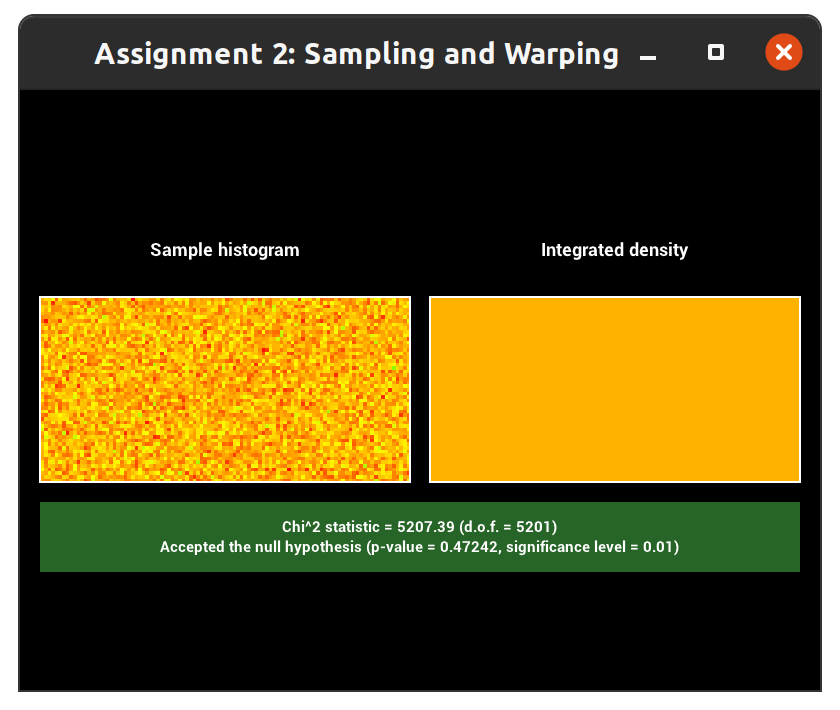 Assignment 2: Sampling and Warping
Sample histogram
Integrated density
Chi^2 statistic = 5207.39 (d.o.f. = 5201)
Accepted the null hypothesis (p-value = 0.47242, significance level = 0.01)